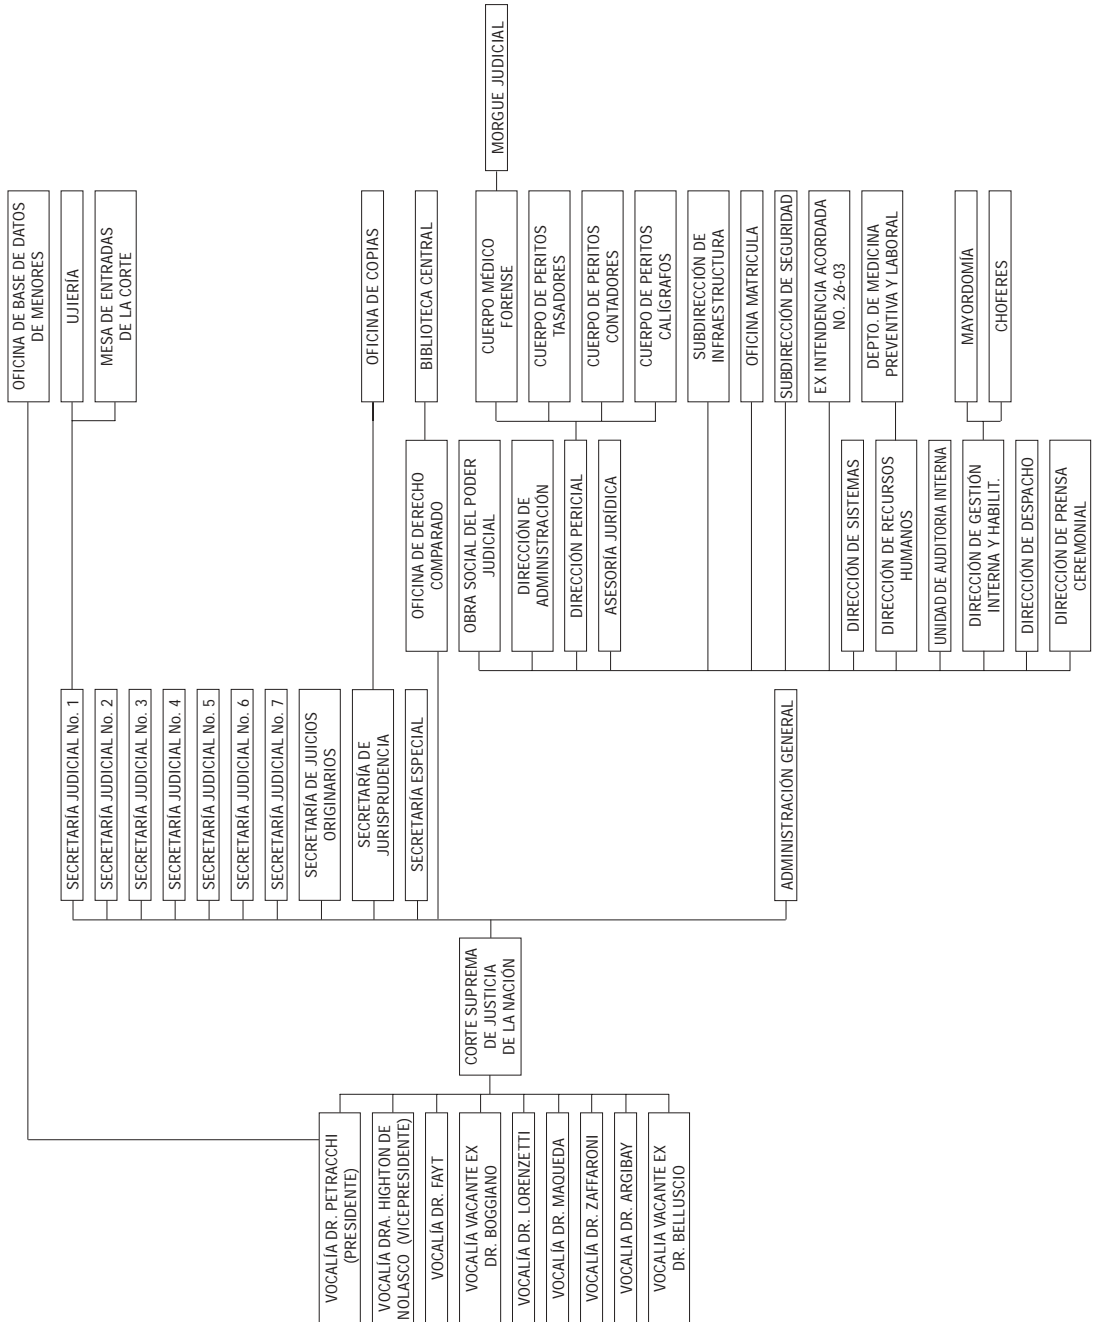 VOCALÍA DR. PETRACCHI
(PRESIDENTE)
VOCALÍA DRA. HIGHTON DE
NOLASCO (VICEPRESIDENTE)
VOCALÍA DR. FAYT
VOCALÍA VACANTE EX
DR. BOGGIANO
VOCALÍA DR. LORENZETTI
VOCALÍA DR. MAQUEDA
VOCALÍA DR. ZAFFARONI
VOCALIA DR. ARGIBAY
VOCALIA VACANTE EX
DR. BELLUSCIO
CORTE SUPREMA
DE JUSTICIA
DE LA NACIÓN
SECRETARÍA JUDICIAL No. 1
SECRETARÍA JUDICIAL No. 2
SECRETARÍA JUDICIAL No. 3
SECRETARÍA JUDICIAL No. 4
SECRETARÍA JUDICIAL No. 5
SECRETARÍA JUDICIAL No. 6
SECRETARÍA JUDICIAL No. 7
SECRETARÍA DE JUICIOS
ORIGINARIOS
SECRETARÍA DE
JURISPRUDENCIA
SECRETARÍA ESPECIAL
ADMINISTRACIÓN GENERAL
OFICINA DE DERECHO
COMPARADO
OBRA SOCIAL DEL PODER
JUDICIAL
DIRECCIÓN DE
ADMINISTRACIÓN
DIRECCIÓN PERICIAL
ASESORÍA JURÍDICA
DIRECCIÓN DE SISTEMAS
DIRECCIÓN DE RECURSOS
HUMANOS
UNIDAD DE AUDITORIA INTERNA
DIRECCIÓN DE GESTIÓN
INTERNA Y HABILIT.
DIRECCIÓN DE DESPACHO
DIRECCIÓN DE PRENSA
CEREMONIAL
OFICINA DE BASE DE DATOS
DE MENORES
UJIERÍA
MESA DE ENTRADAS
DE LA CORTE
OFICINA DE COPIAS
BIBLIOTECA CENTRAL
CUERPO MÉDICO
FORENSE
CUERPO DE PERITOS
TASADORES
CUERPO DE PERITOS
CONTADORES
CUERPO DE PERITOS
CALÍGRAFOS
SUBDIRECCIÓN DE
INFRAESTRUCTURA
OFICINA MATRICULA
SUBDIRECCIÓN DE SEGURIDAD
EX INTENDENCIA ACORDADA
NO. 26-03
DEPTO. DE MEDICINA
PREVENTIVA Y LABORAL
MAYORDOMÍA
CHOFERES
MORGUE JUDICIAL